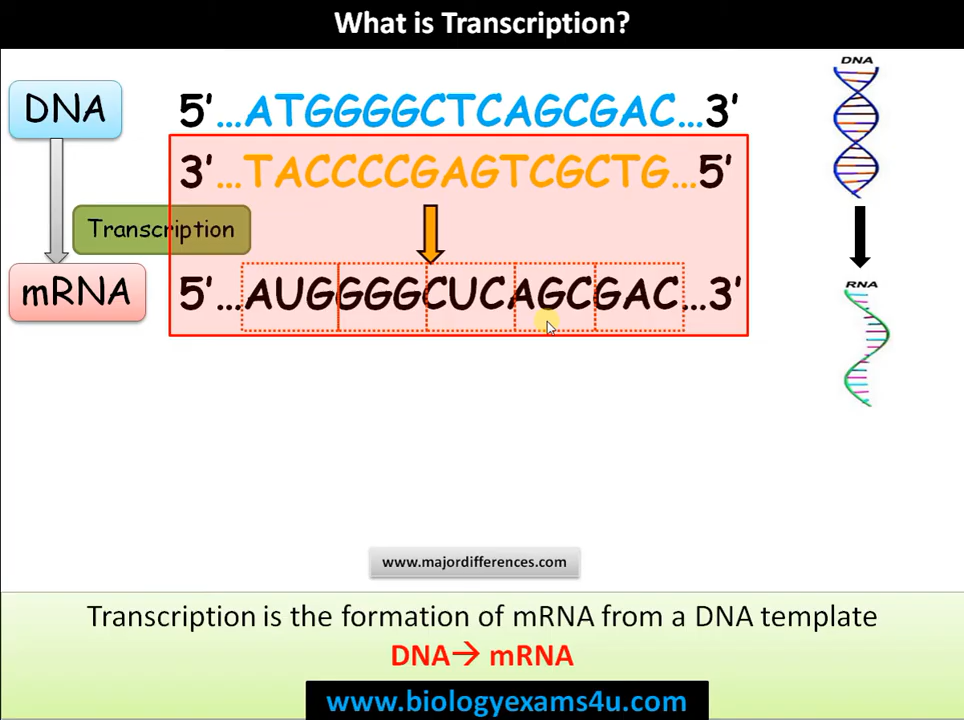 What is Transcription?
DNA
5’ ...ATGGGGCTCAGCGAC...3’
DNA
3’ ...TACCCCGAGTCGCTG...5’
Transcription
mRNA
5’...AUGGGGCUCAGCGAC...3’
RNA
www.majordifferences.com
Transcription is the formation of mRNA from a DNA template
DNA→ mRNA
www.biologyexams4u.com